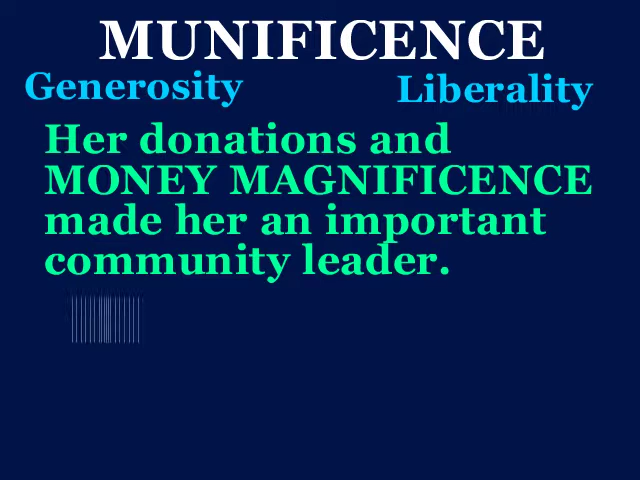 MUNIFICENCE
Generosity Liberality
Her donations and
MONEY MAGNIFICENCE
made her an important
community leader.